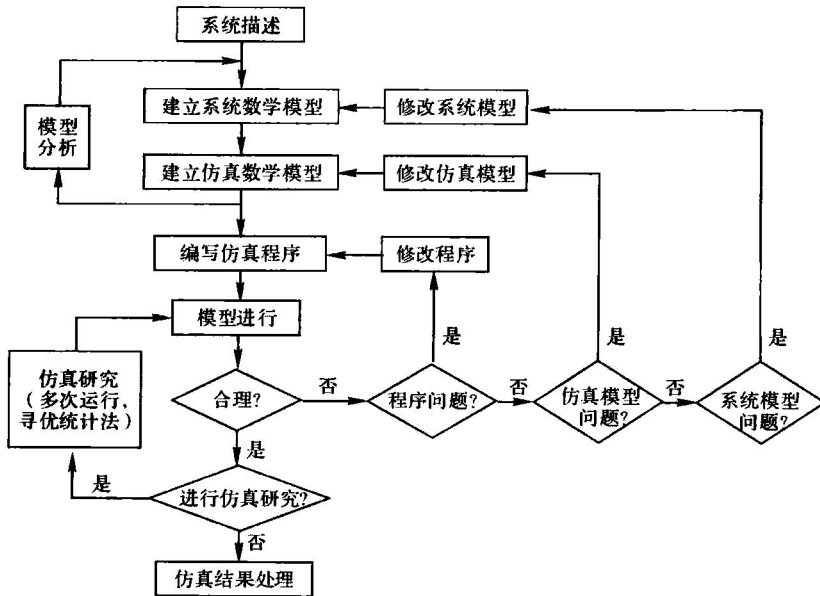 系统描述
建立系统数学模型
修改系统模型
模型
分析
建立仿真数学模型
修改仿真模型
编写仿真程序
修改程序
模型进行
是
是
是
仿真研究
（多次运行，
寻优统计法）
合理？
否
程序问题？
否
仿真模型
问题？
否
系统模型
问题？
是
是
进行仿真研究？
否
仿真结果处理